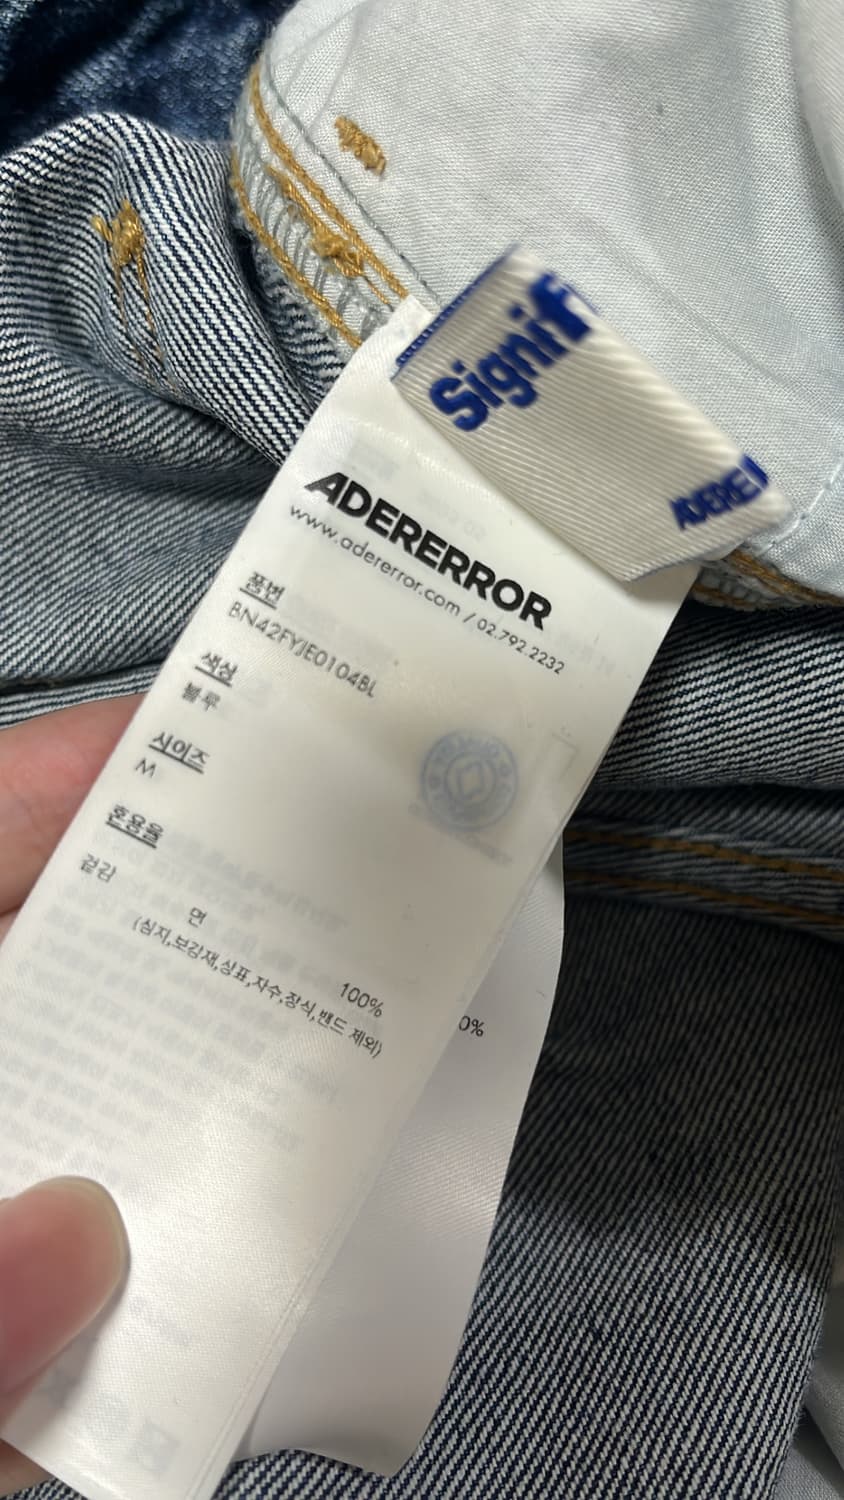 Signif
ADERE
ADERERROR
www.adererror.com / 02.792.2232
품번
BN42FYJE0104BL
색상
블루
사이즈
M
혼용율
겉감
면
100%
(심지,보강재,상표,자수,장식,밴드 제외)
0%